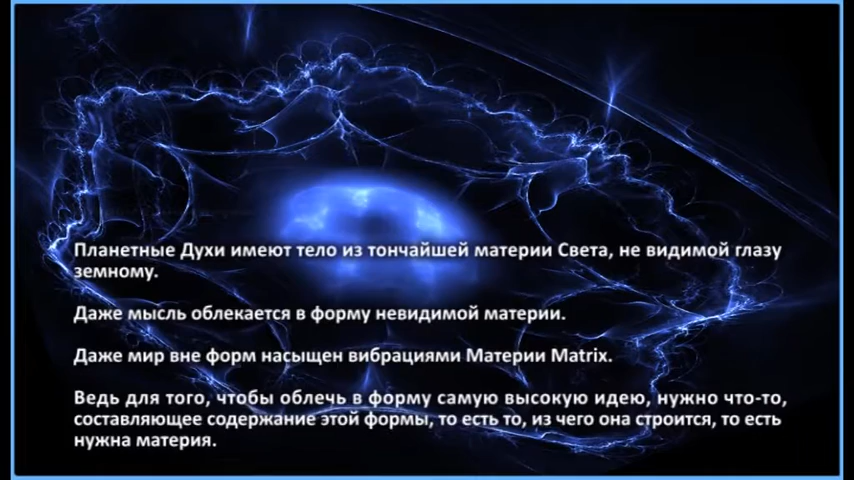 Планетные Духи имеют тело из тончайшей материи Света, не видимой глазу
земному.
Даже мысль облекается в форму невидимой материи.
Даже мир вне форм насыщен вибрациями Материи Matrix.
Ведь для того, чтобы облечь в форму самую высокую идею, нужно что-то,
составляющее содержание этой формы, то есть то, из чего она строится, то есть
нужна материя.